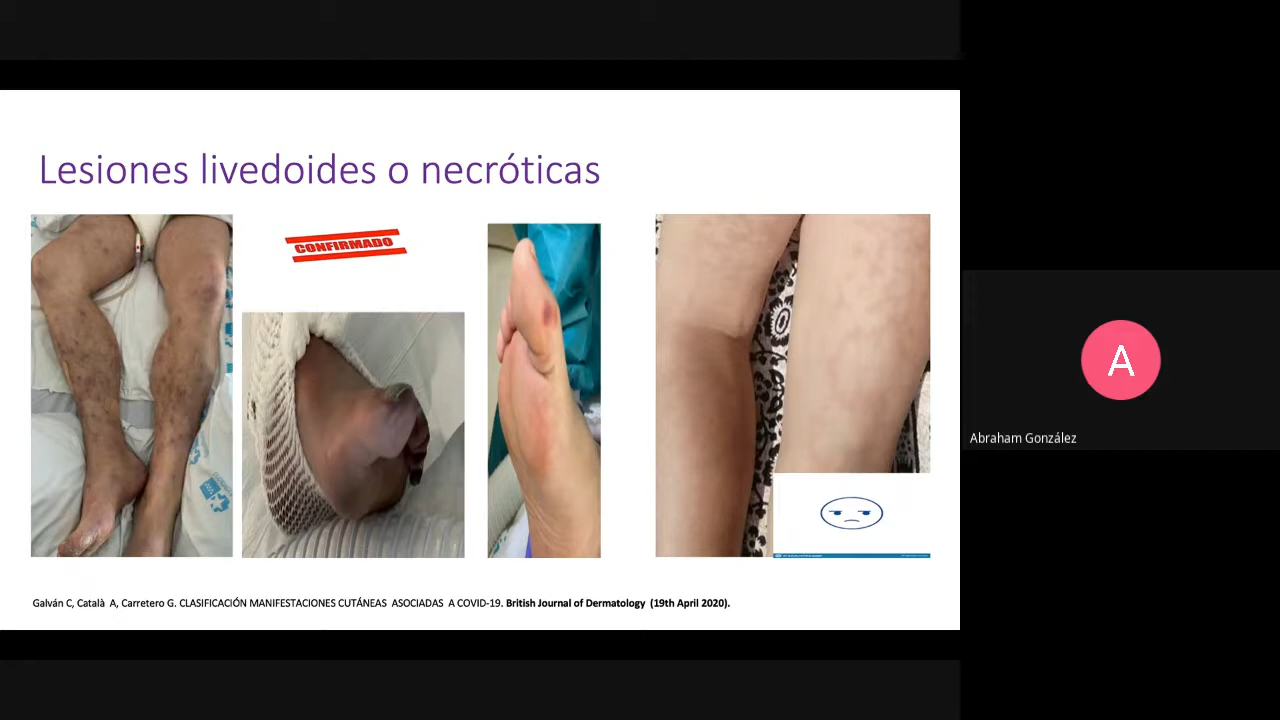 Lesiones livedoides o necróticas
CONFIRMADO
Galván C, Català A, Carretero G. CLASIFICACIÓN MANIFESTACIONES CUTÁNEAS ASOCIADAS A COVID-19. British Journal of Dermatology (19th April 2020).
A
Abraham González